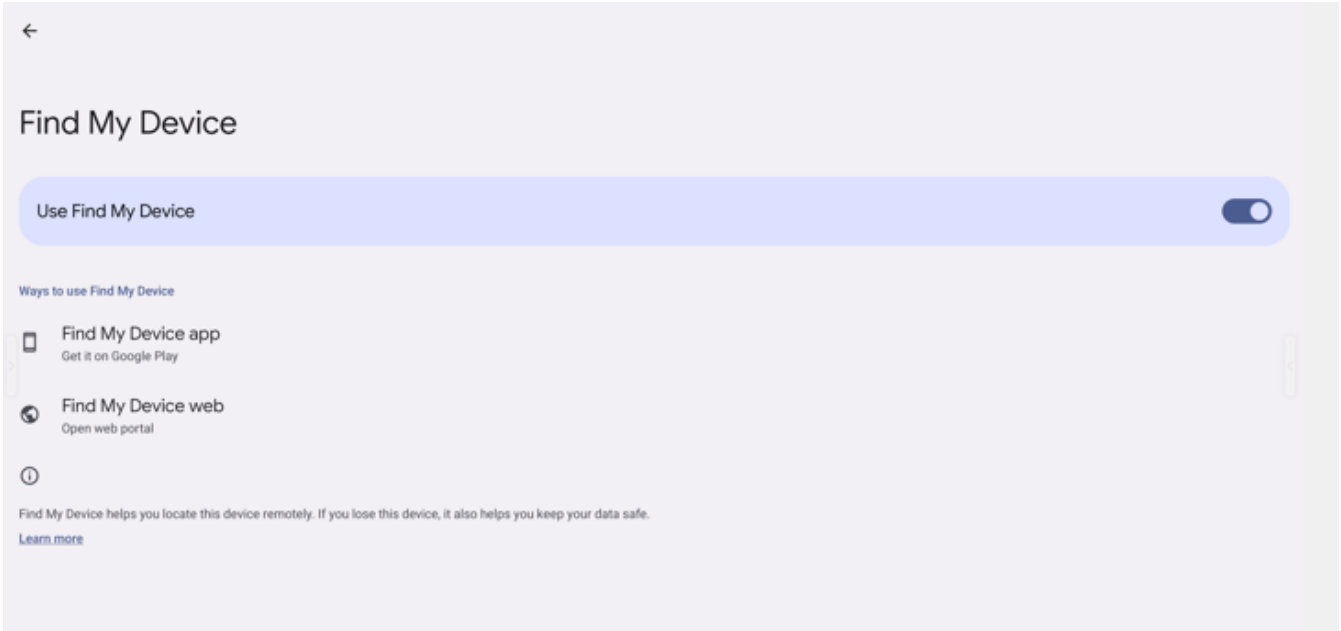 Find My Device
Use Find My Device
Ways to use Find My Device
Find My Device app
Get it on Google Play
Find My Device web
Open web portal
Find My Device helps you locate this device remotely. If you lose this device, it also helps you keep your data safe.
Learn more